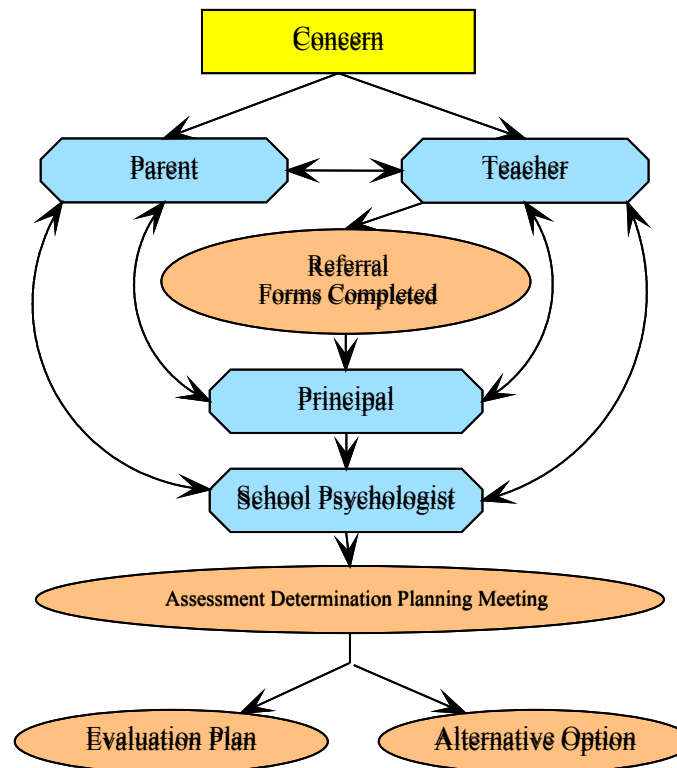 Concern
Parent
Teacher
Referral
Forms Completed
Principal
School Psychologist
Assessment Determination Planning Meeting
Evaluation Plan
Alternative Option